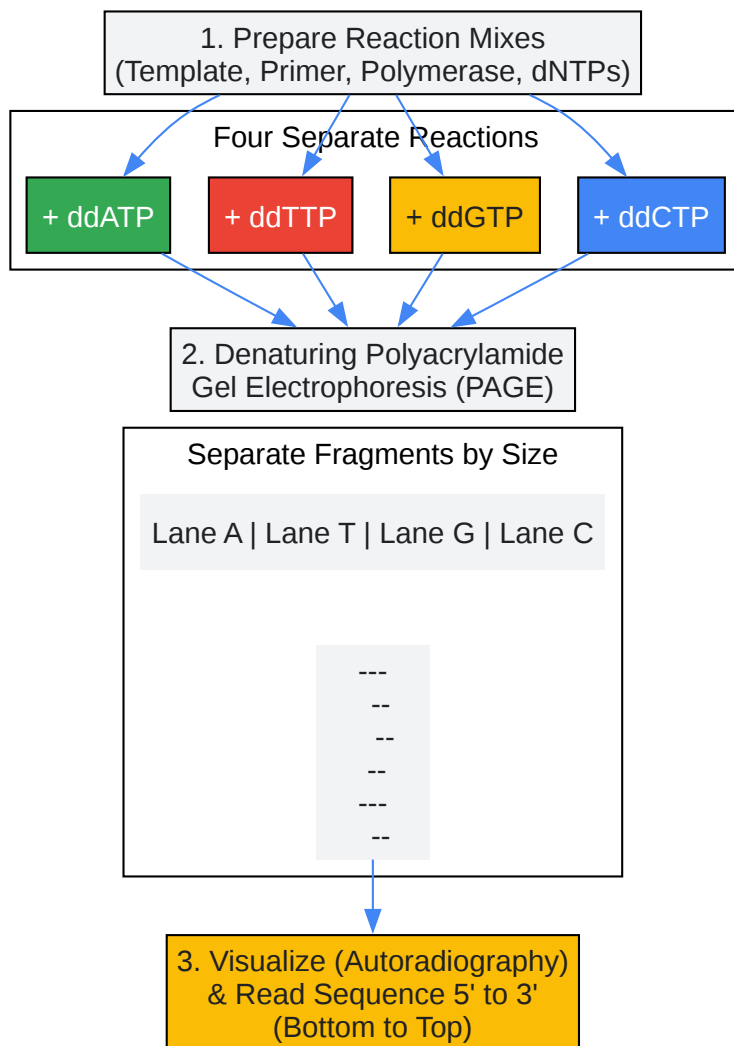 1. Prepare Reaction Mixes
(Template, Primer, Polymerase, dNTPs)
Four Separate Reactions
+ ddATP
+ ddTTP
+ ddGTP
+ ddCTP
2. Denaturing Polyacrylamide
Gel Electrophoresis (PAGE)
Separate Fragments by Size
Lane A | Lane T | Lane G | Lane C
---
--
--
--
---
--
3. Visualize (Autoradiography)
& Read Sequence 5' to 3'
(Bottom to Top)